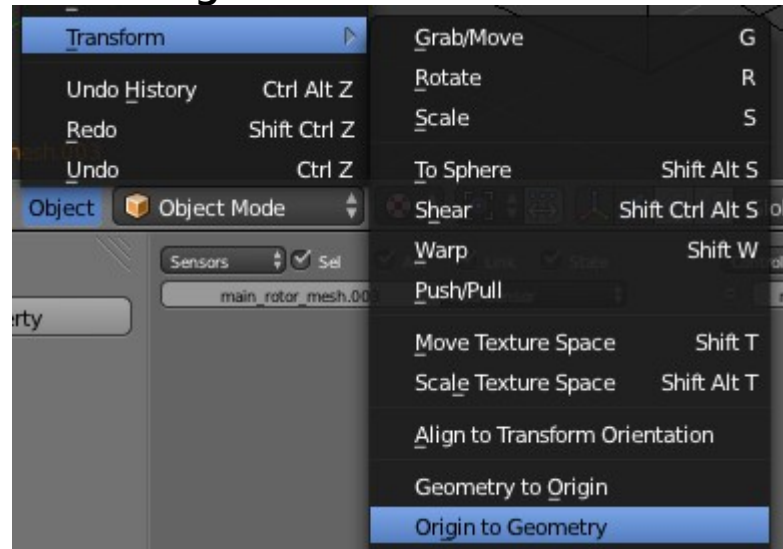 Transform
Undo History Ctrl Alt Z
Redo Shift Ctrl Z
Undo Ctrl Z
Object Object Mode
Sensors Sel
main_rotor_mesh.00
erty
Grab/Move G
Rotate R
Scale S
To Sphere Shift Alt S
Shear Shift Ctrl Alt S
Warp Shift W
Push/Pull
Move Texture Space Shift T
Scale Texture Space Shift Alt T
Align to Transform Orientation
Geometry to Origin
Origin to Geometry